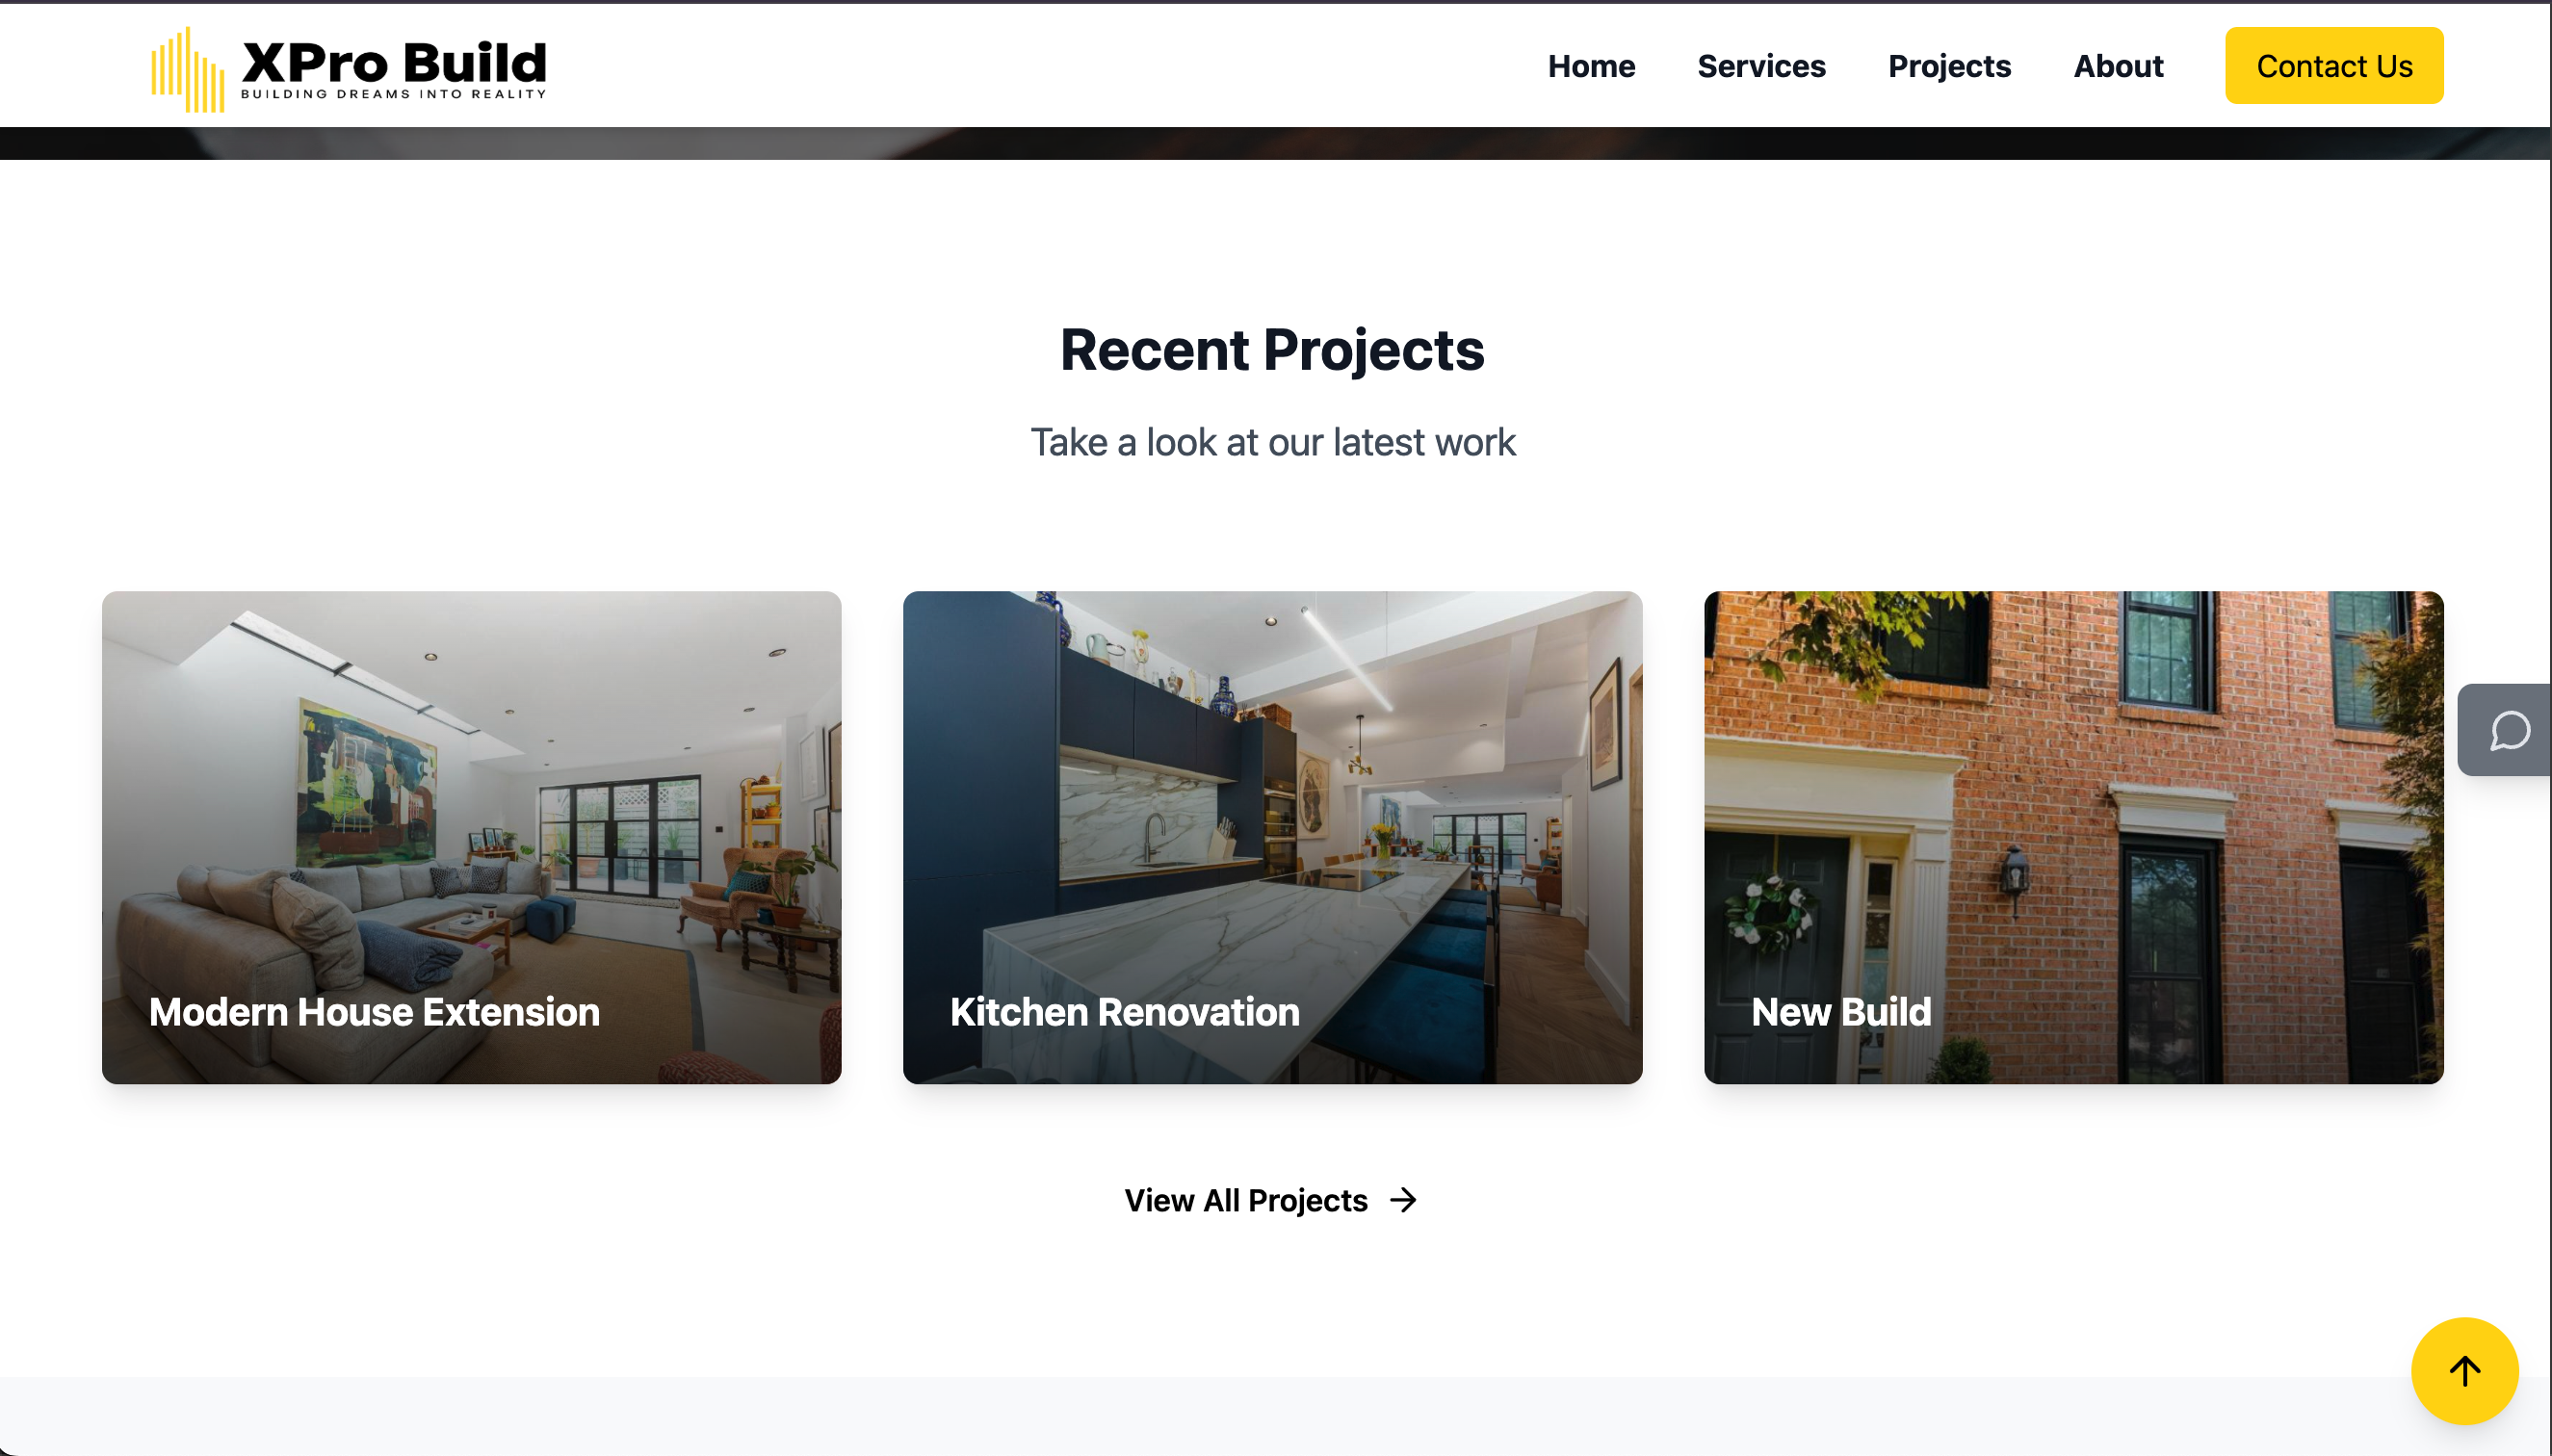 XPro Build
BUILDING DREAMS INTO REALITY
Home
Services
Projects
About
Contact Us
Recent Projects
Take a look at our latest work
Modern House Extension
Kitchen Renovation
New Build
View All Projects